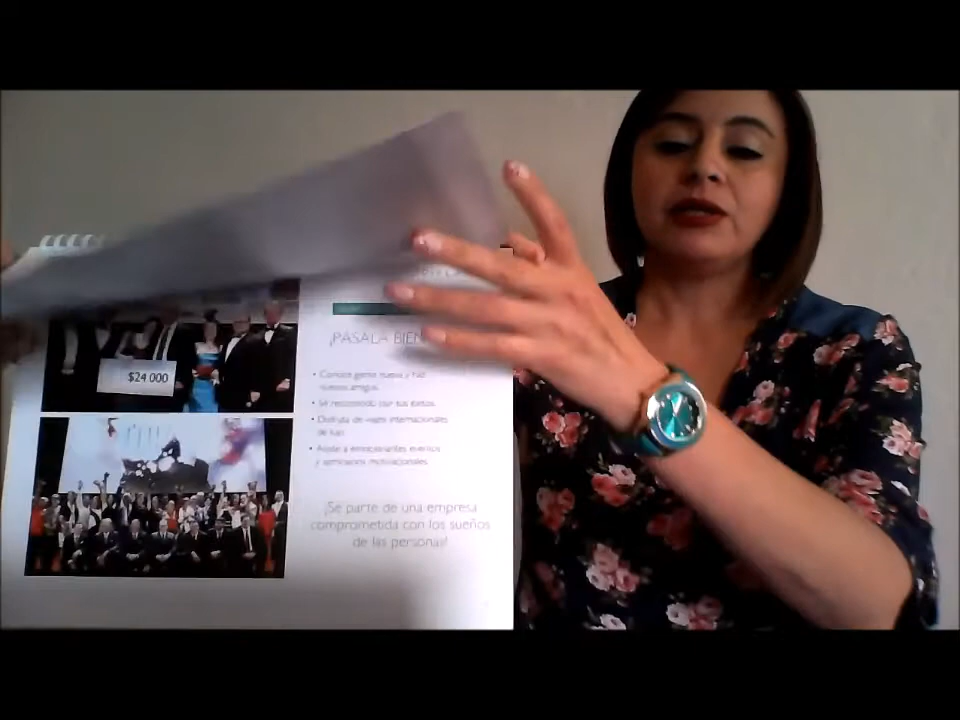 $24 000
¡PÁSALA BIEN
• Conoce gente nueva y haz
nuevos amigos
• Sé reconocido por tus éxitos
• Disfruta de viajes internacionales
de lujo
• Asiste a emocionantes eventos
y seminarios motivacionales
¡Sé parte de una empresa
comprometida con los sueños
de las personas!